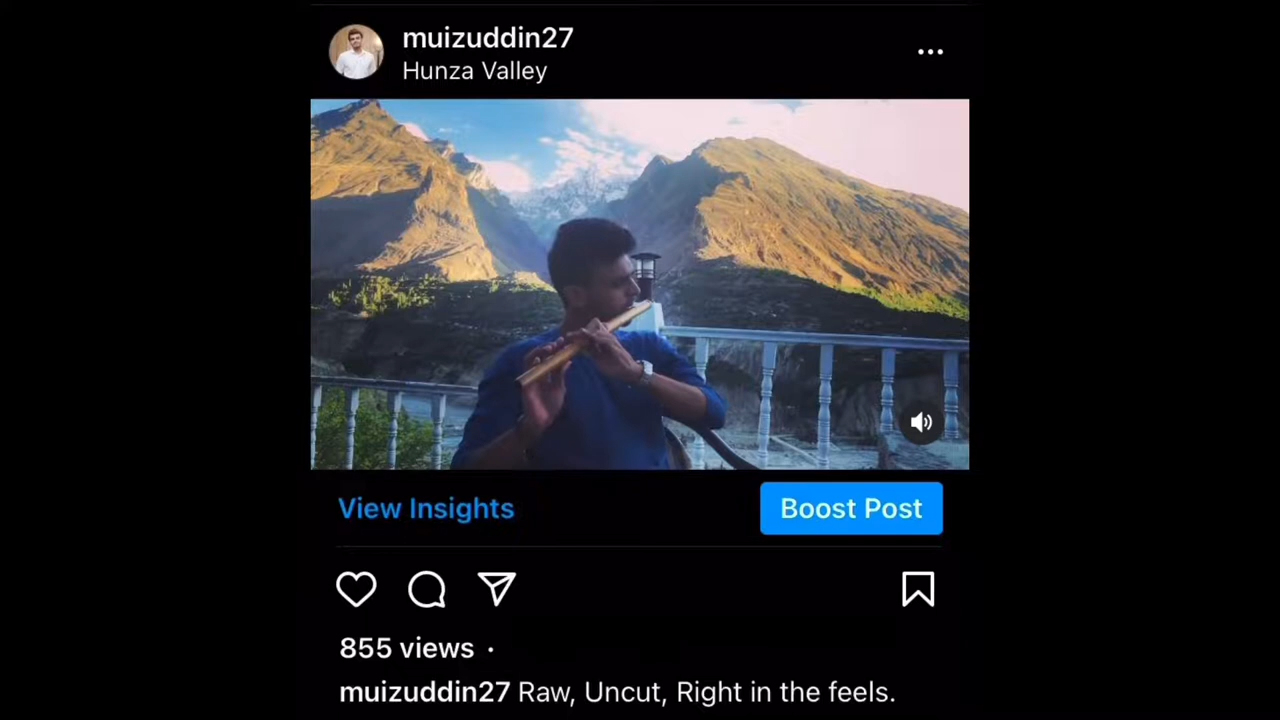 muizuddin27
Hunza Valley
View Insights
Boost Post
855 views ·
muizuddin27 Raw, Uncut, Right in the feels.